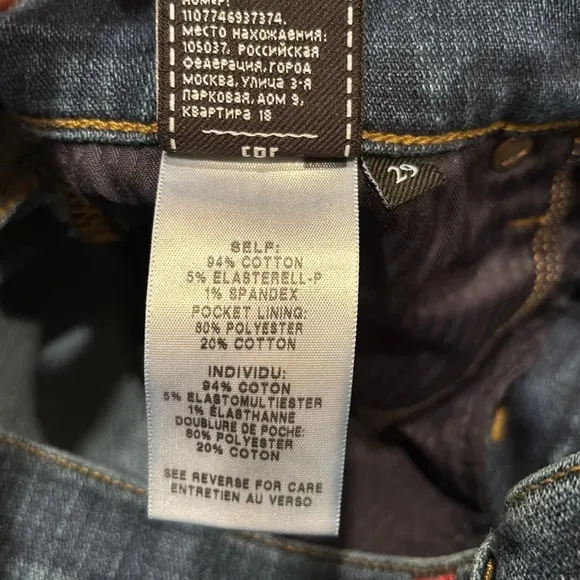 НОМЕР:
1107746937374.
МЕСТО НАХОЖДЕНИЯ:
105037, РОССИЙСКАЯ
ФЕДЕРАЦИЯ, ГОРОД
МОСКВА, УЛИЦА 3-Я
ПАРКОВАЯ, ДОМ 9,
КВАРТИРА 18
29
SELF:
94% COTTON
5% ELASTERELL-P
1% SPANDEX
POCKET LINING:
80% POLYESTER
20% COTTON
INDIVIDU:
94% COTON
5% ELASTOMULTIESTER
1% ÉLASTHANNE
DOUBLURE DE POCHE:
80% POLYESTER
20% COTON
SEE REVERSE FOR CARE
ENTRETIEN AU VERSO